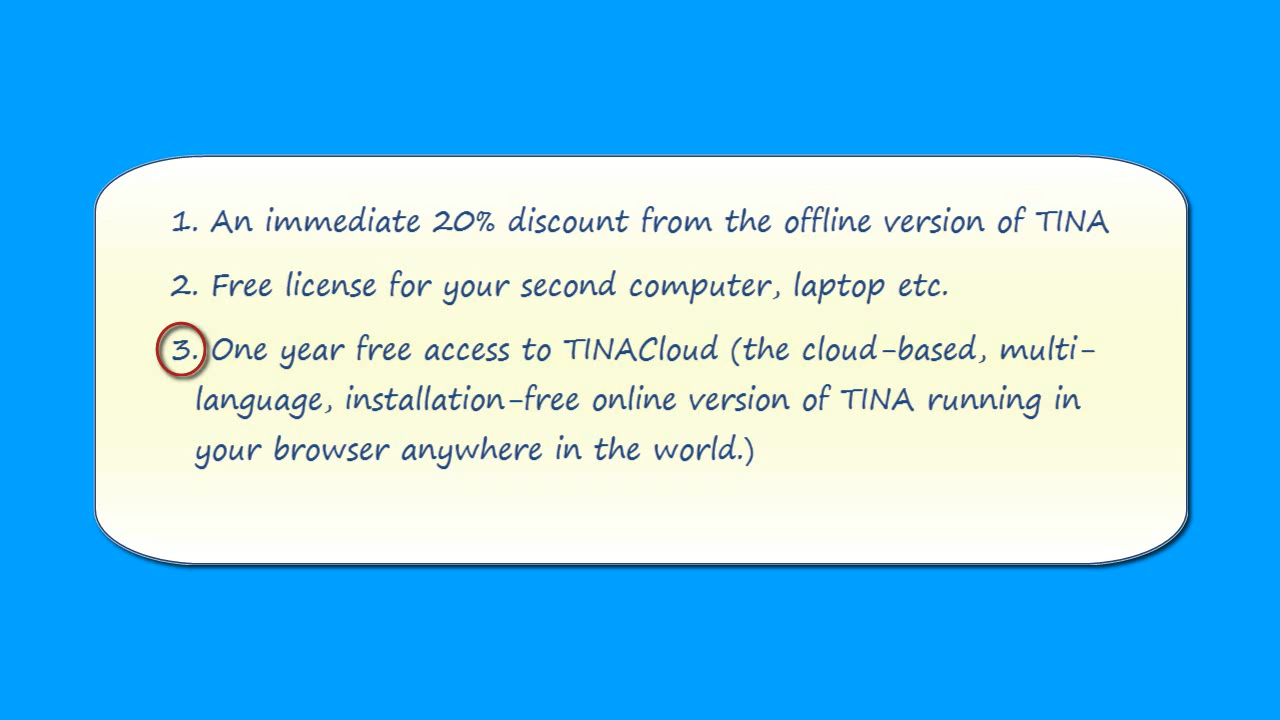 1. An immediate 20% discount from the offline version of TINA
2. Free license for your second computer, laptop etc.
3. One year free access to TINACloud (the cloud-based, multi-
language, installation-free online version of TINA running in
your browser anywhere in the world.)